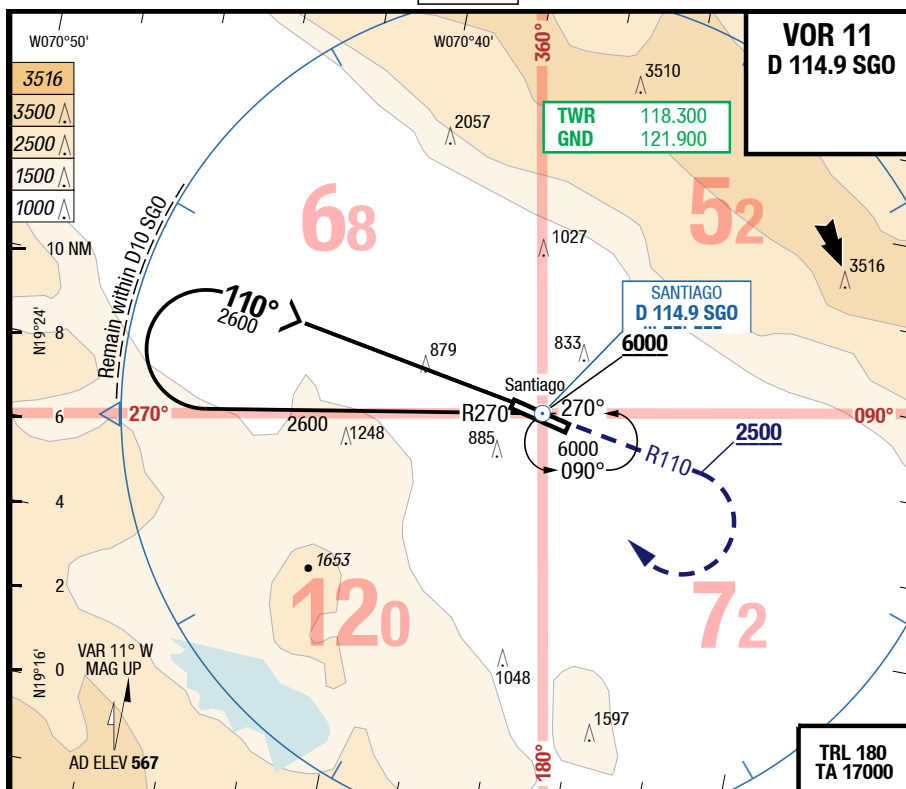 W070°50'
W070°40'
360°
VOR 11
D 114.9 SGO
3516
3500
2500
1500
1000
3510
2057
TWR 118.300
GND 121.900
68
52
Remain within D10 SGO
10 NM
1027
3516
110°
2600
SANTIAGO
D 114.9 SGO
N19°24'
8
879
833
6000
Santiago
6
270°
R270
270°
090°
2600
1248
885
6000
090°
R110
2500
4
1653
2
120
72
VAR 11° W
MAG UP
N19°16'
0
1048
1597
AD ELEV 567
180°
TRL 180
TA 17000